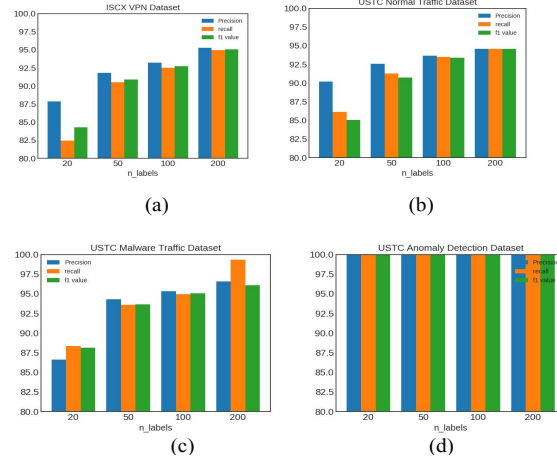 ISCX VPN Dataset
100.0
97.5
95.0
92.5
90.0
87.5
85.0
82.5
80.0
Precision
recall
f1 value
20 50 100 200
n_labels
(a)
USTC Normal Traffic Dataset
100.0
97.5
95.0
92.5
90.0
87.5
85.0
82.5
80.0
Precision
recall
f1 value
20 50 100 200
n_labels
(b)
USTC Malware Traffic Dataset
100.0
97.5
95.0
92.5
90.0
87.5
85.0
82.5
80.0
Precision
recall
f1 value
20 50 100 200
n_labels
(c)
USTC Anomaly Detection Dataset
100.0
97.5
95.0
92.5
90.0
87.5
85.0
82.5
80.0
Precision
recall
f1 value
20 50 100 200
n_labels
(d)